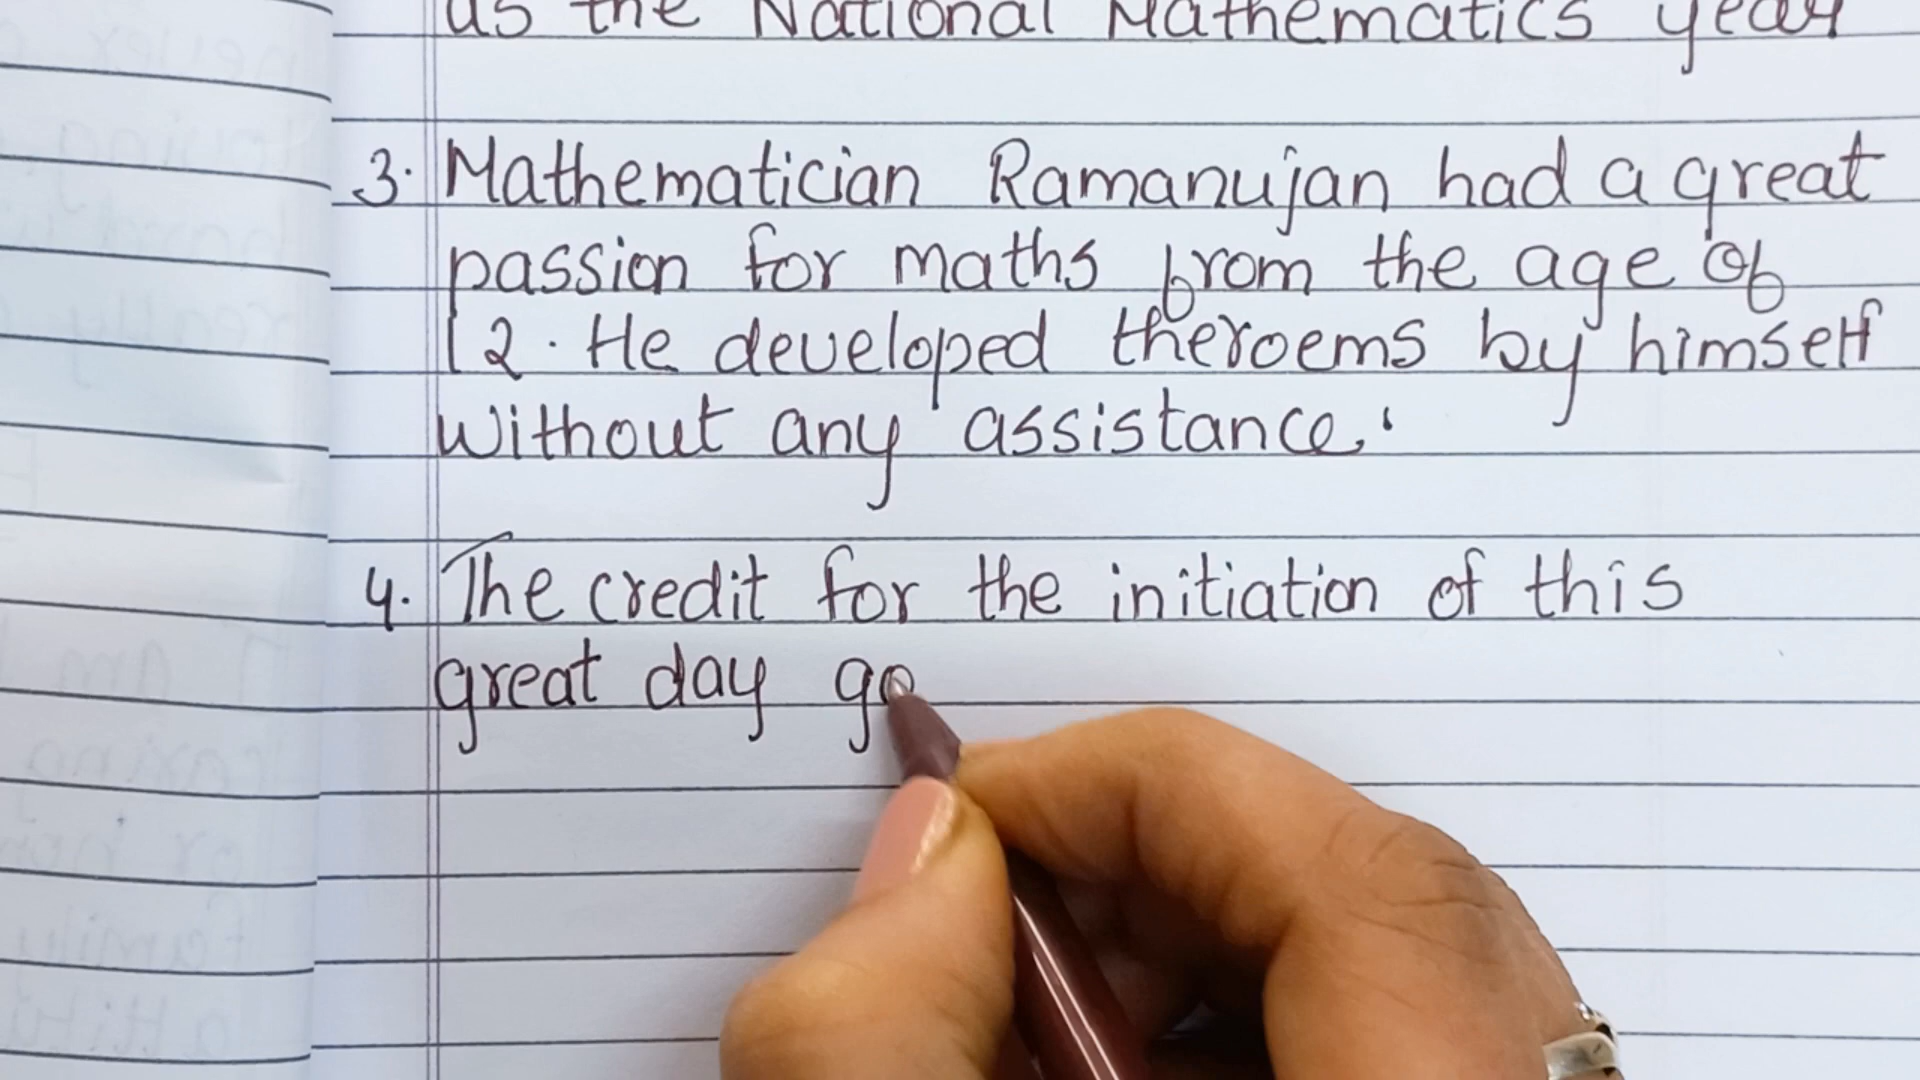 as the National Mathematics year
3. Mathematician Ramanujan had a great
passion for maths from the age of
12. He developed theroems by himself
without any assistance.
4. The credit for the initiation of this
great day go